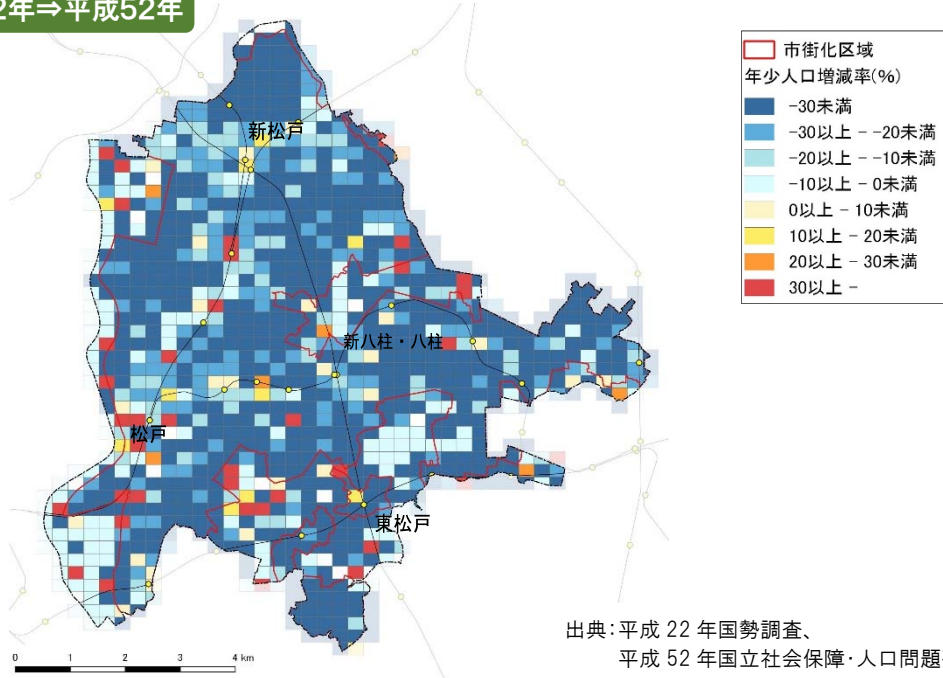 2年⇒平成52年
市街化区域
年少人口増減率(%)
-30未満
-30以上 - -20未満
-20以上 - -10未満
-10以上 - 0未満
0以上 - 10未満
10以上 - 20未満
20以上 - 30未満
30以上 -
新松戸
新八柱・八柱
松戸
東松戸
0 1 2 3 4 km
出典：平成 22 年国勢調査、
平成 52 年国立社会保障・人口問題